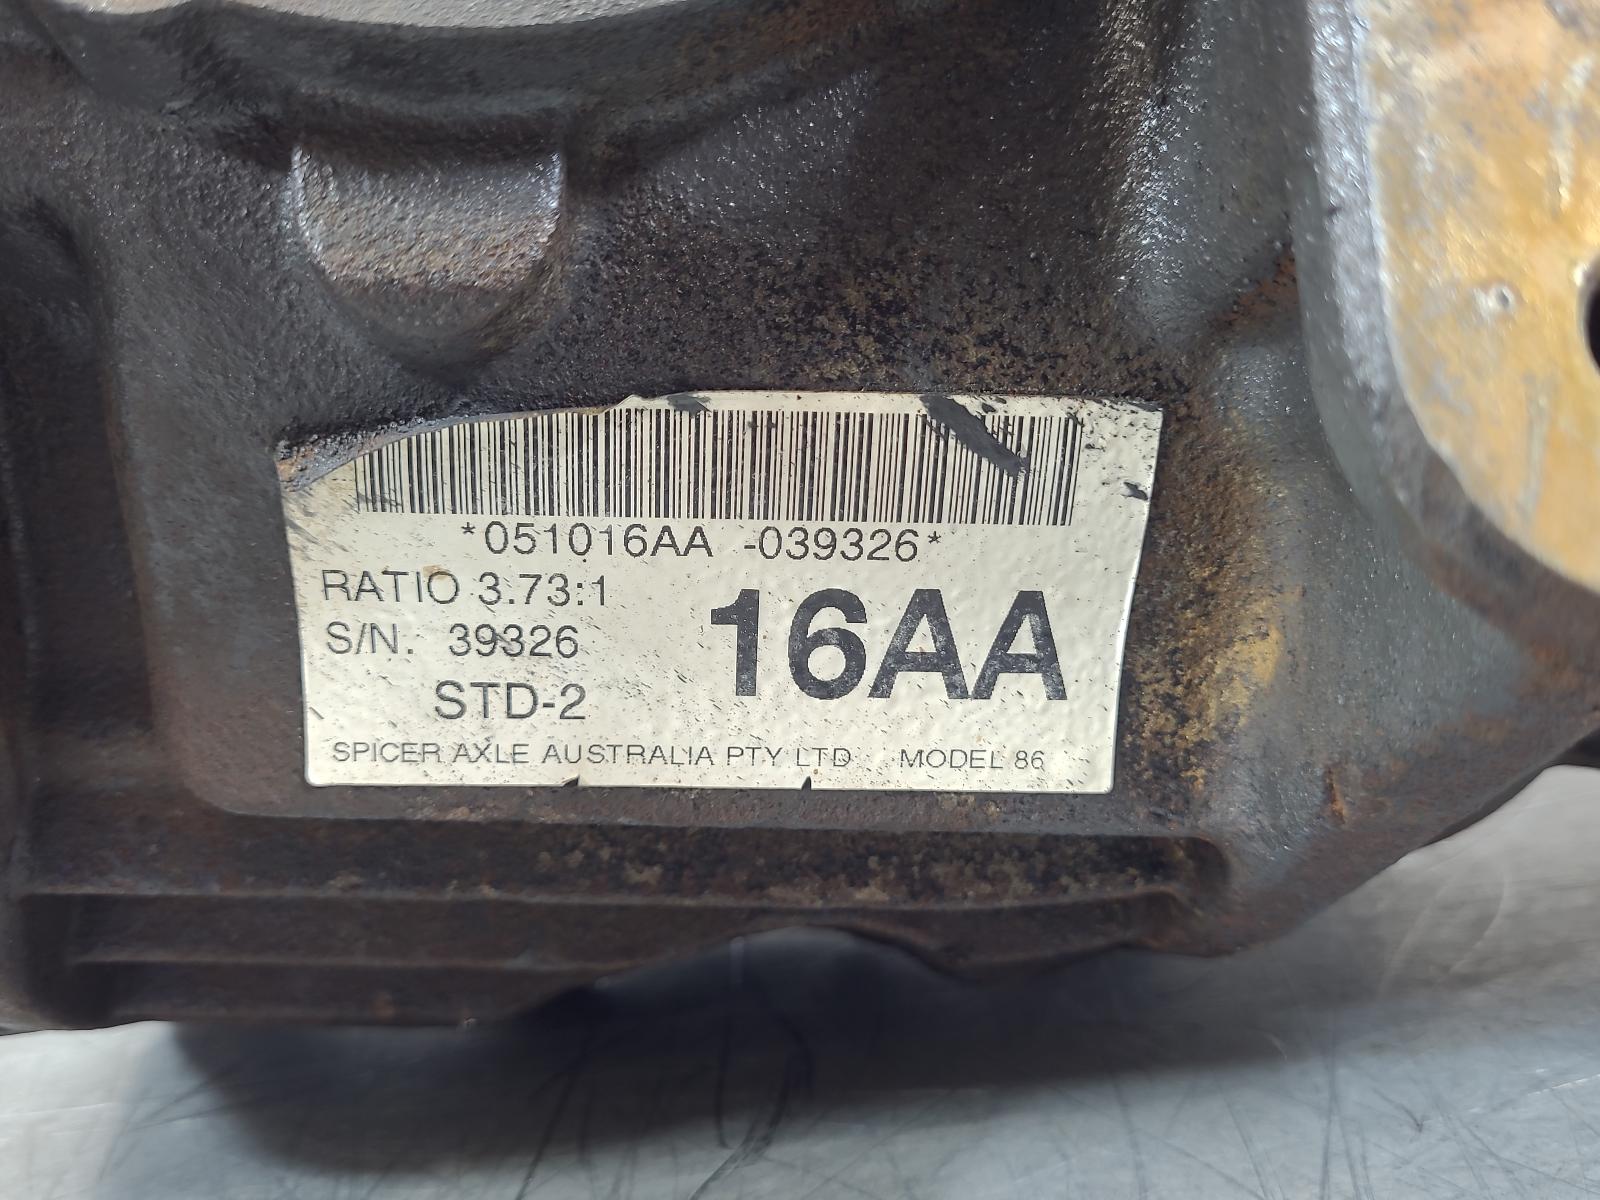 *051016AA -039326*
RATIO 3.73:1
S/N. 39326
16AA
STD-2
SPICER AXLE AUSTRALIA PTY LTD MODEL 86